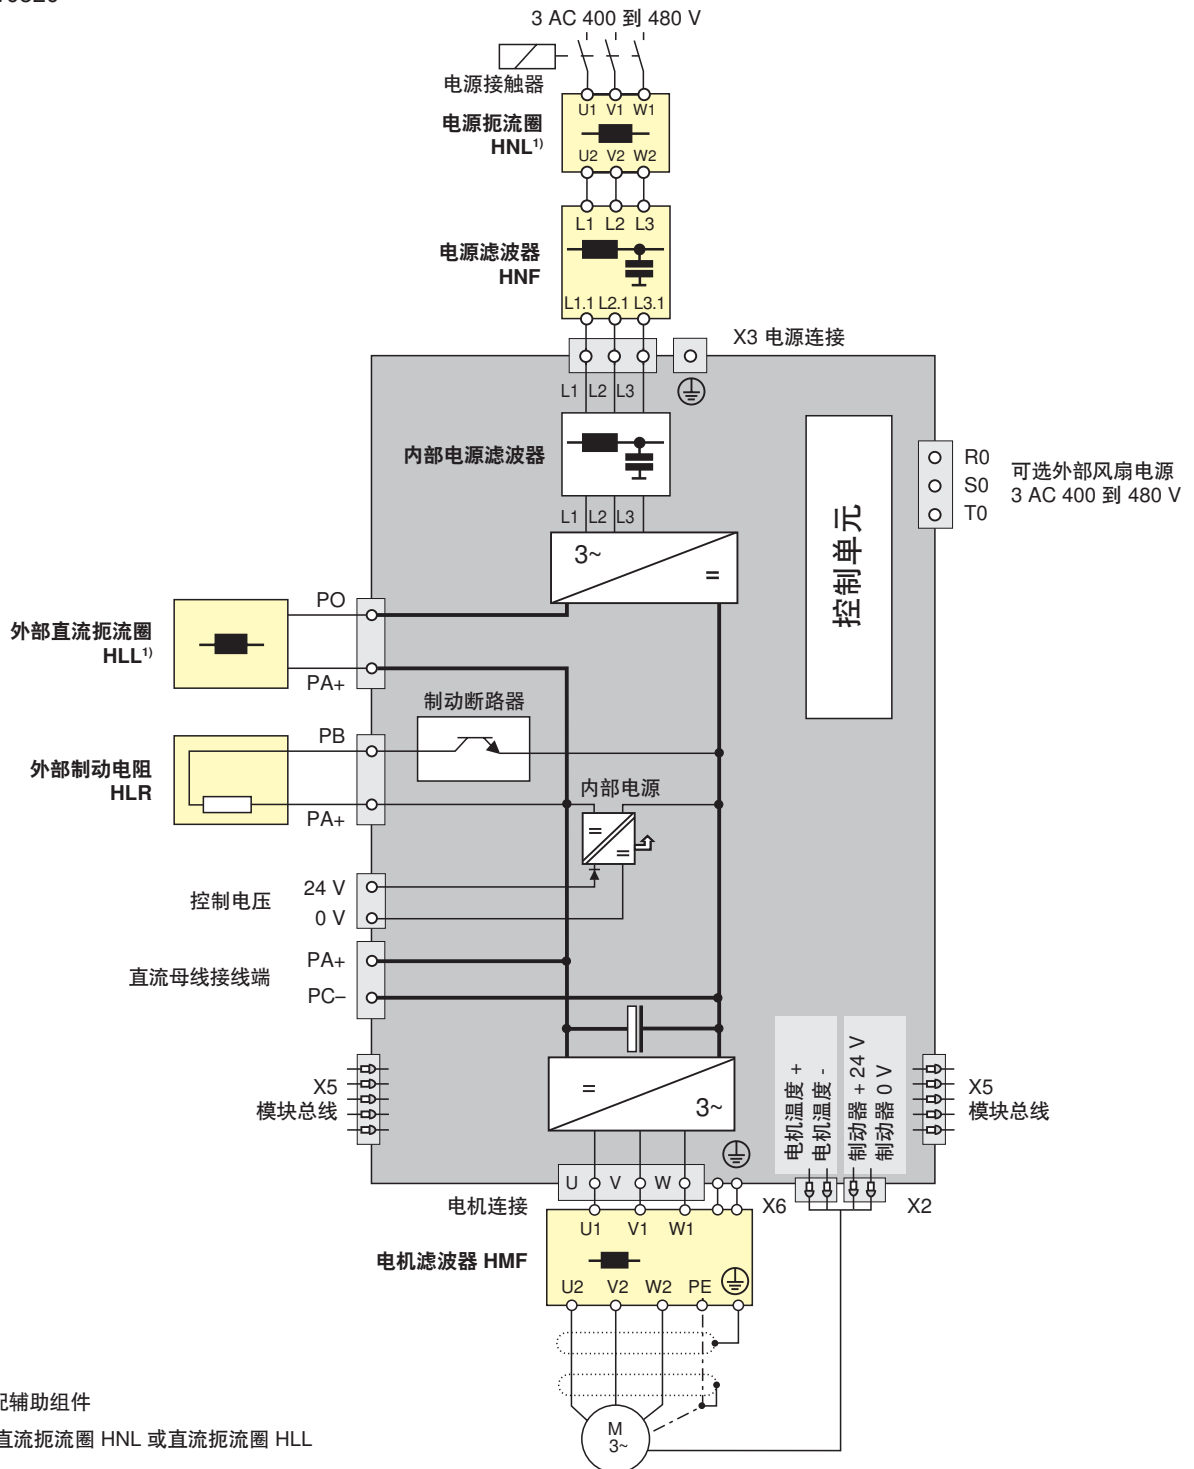 3 AC 400 到 480 V
电源接触器
U1 V1 W1
电源扼流圈
HNL¹⁾
U2 V2 W2
L1 L2 L3
电源滤波器
HNF
L1.1 L2.1 L3.1
X3 电源连接
L1 L2 L3
内部电源滤波器
L1 L2 L3
控制单元
R0
S0
T0
可选外部风扇电源
3 AC 400 到 480 V
3~
=
PO
外部直流扼流圈
HLL¹⁾
PA+
制动断路器
PB
外部制动电阻
HLR
PA+
内部电源
=
=
控制电压
24 V
0 V
直流母线接线端
PA+
PC–
X5
模块总线
=
3~
电机温度 +
电机温度 -
制动器 + 24 V
制动器 0 V
X5
模块总线
U V W
电机连接
X6
X2
U1 V1 W1
电机滤波器 HMF
U2 V2 W2 PE
M
3~
配辅助组件
直流扼流圈 HNL 或直流扼流圈 HLL